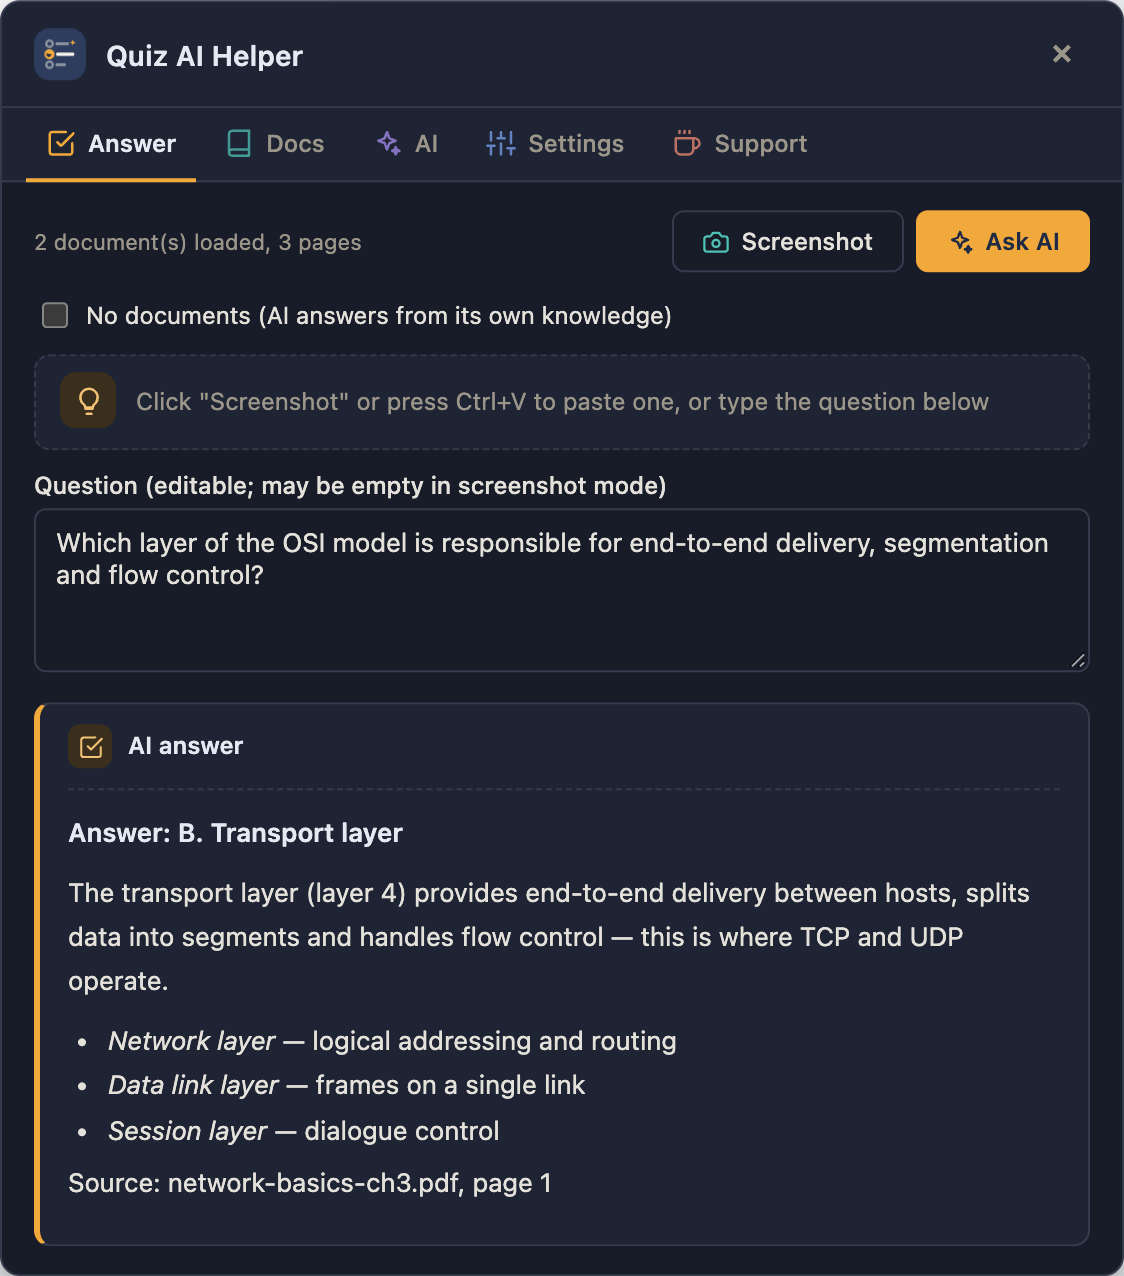 Quiz AI Helper
Answer
Docs
AI
Settings
Support
2 document(s) loaded, 3 pages
Screenshot
Ask AI
No documents (AI answers from its own knowledge)
Click "Screenshot" or press Ctrl+V to paste one, or type the question below
Question (editable; may be empty in screenshot mode)
Which layer of the OSI model is responsible for end-to-end delivery, segmentation
and flow control?
AI answer
Answer: B. Transport layer
The transport layer (layer 4) provides end-to-end delivery between hosts, splits
data into segments and handles flow control — this is where TCP and UDP
operate.
• Network layer — logical addressing and routing
• Data link layer — frames on a single link
• Session layer — dialogue control
Source: network-basics-ch3.pdf, page 1